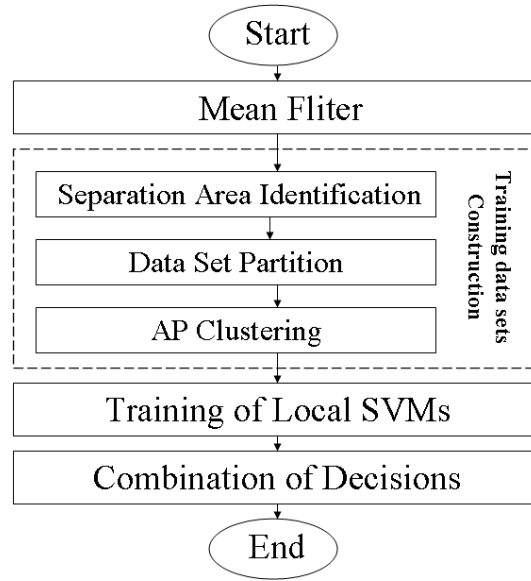 Start
Mean Fliter
Separation Area Identification
Data Set Partition
AP Clustering
Training data sets
Construction
Training of Local SVMs
Combination of Decisions
End